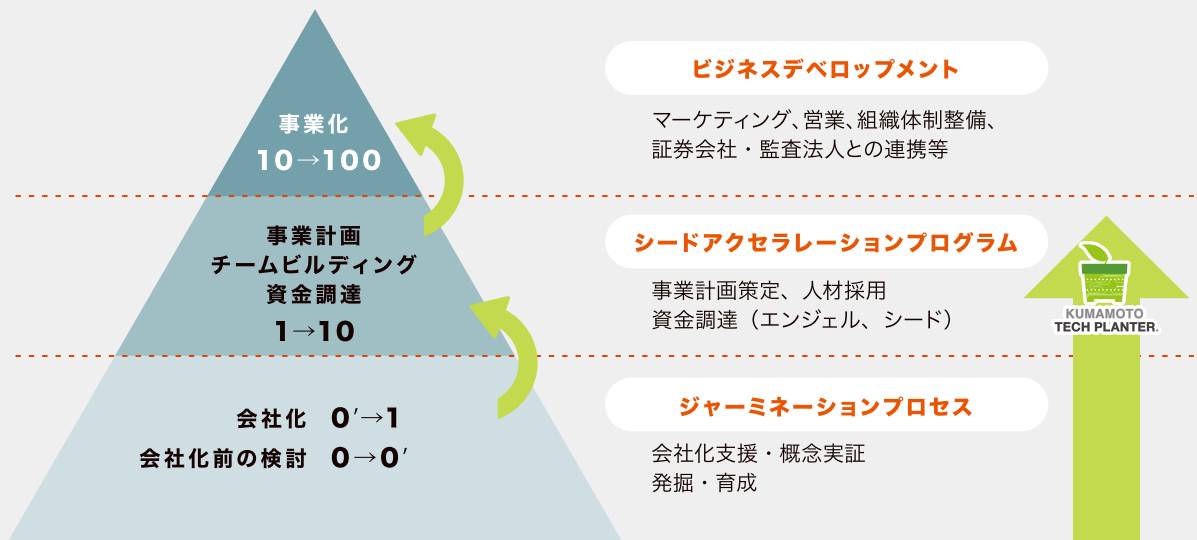 事業化
10→100
事業計画
チームビルディング
資金調達
1→10
会社化 0′→1
会社化前の検討 0→0′
ビジネスデベロップメント
マーケティング、営業、組織体制整備、
証券会社・監査法人との連携等
シードアクセラレーションプログラム
事業計画策定、人材採用
資金調達（エンジェル、シード）
ジャーミネーションプロセス
会社化支援・概念実証
発掘・育成
KUMAMOTO
TECH PLANTER.